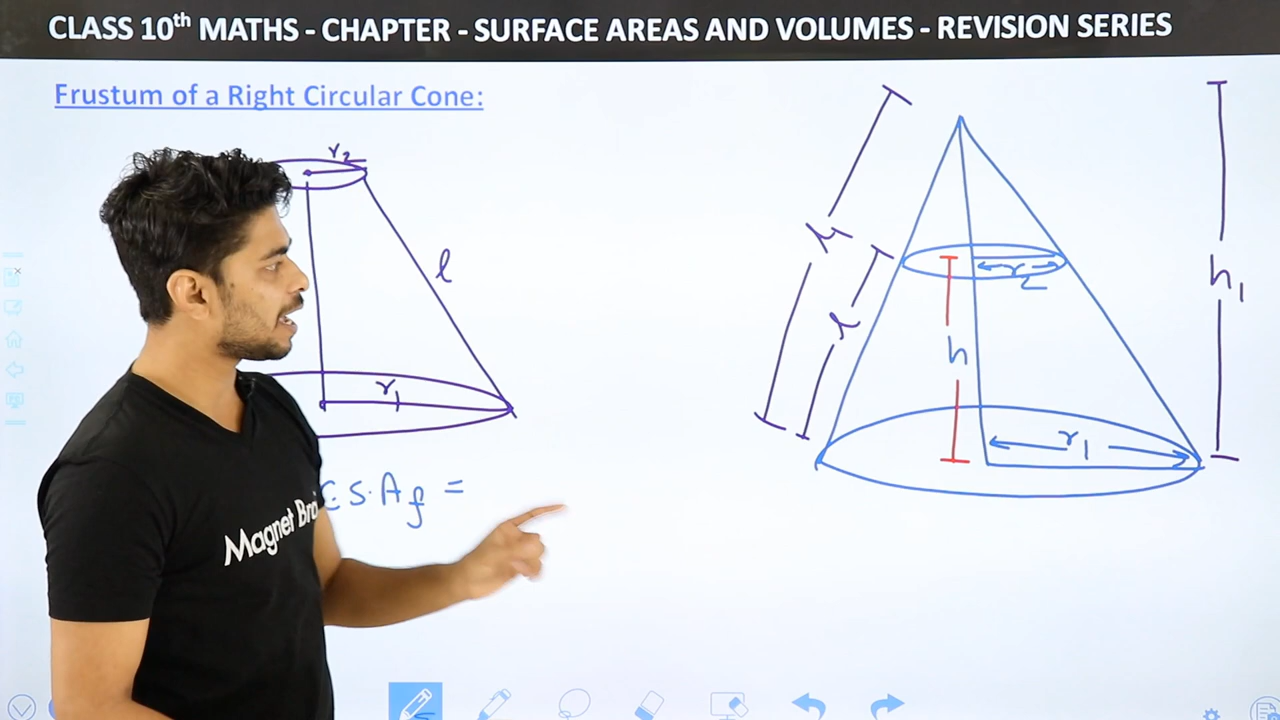 CLASS 10th MATHS - CHAPTER - SURFACE AREAS AND VOLUMES - REVISION SERIES
Frustum of a Right Circular Cone:
r2
l
r1
C.S.Af =
Magnet Bra
l
r2
h
r1
h1